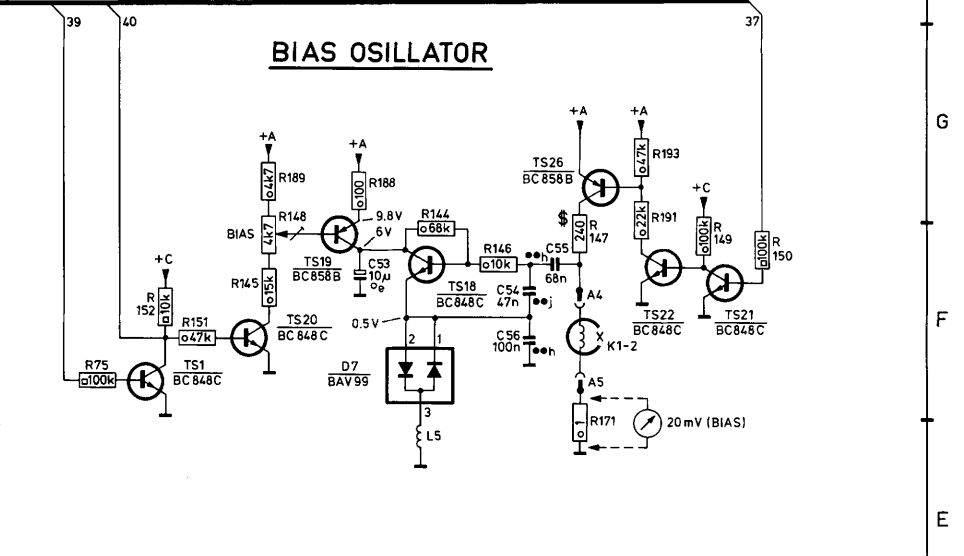 39
40
37
BIAS OSILLATOR
G
+A
+A
TS26
BC858B
+A
47k
R193
+A
4k7
R189
+A
100
R188
9.8V
6V
R144
68k
$
240
R
147
22k
R191
+C
100k
R
149
100k
R
150
BIAS
4k7
R148
TS19
BC858B
C53
10µ
e
R146
10k
h
C55
68n
+C
R
152
10k
R145
15k
TS18
BC848C
C54
47n
j
A4
TS22
BC848C
TS21
BC848C
F
R151
47k
TS20
BC848C
0.5V
2
1
C56
100n
h
X
K1-2
R75
100k
TS1
BC848C
D7
BAV99
3
A5
1
R171
20mV (BIAS)
L5
E